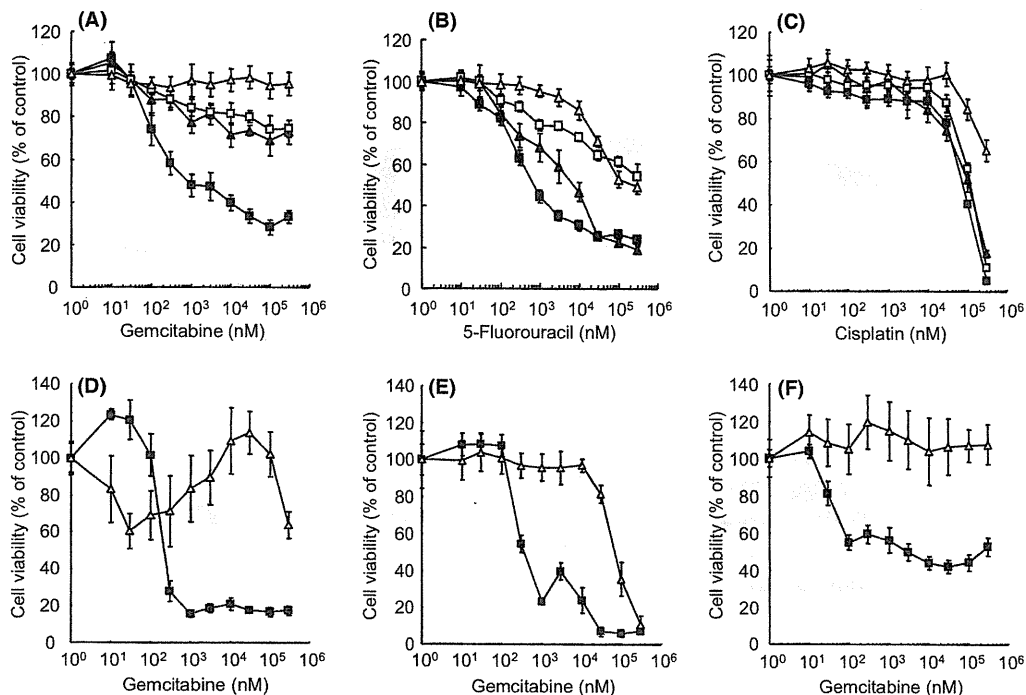 (A)
Cell viability (% of control)
120
100
80
60
40
20
0
10⁰ 10¹ 10² 10³ 10⁴ 10⁵ 10⁶
Gemcitabine (nM)
(B)
Cell viability (% of control)
120
100
80
60
40
20
0
10⁰ 10¹ 10² 10³ 10⁴ 10⁵ 10⁶
5-Fluorouracil (nM)
(C)
Cell viability (% of control)
120
100
80
60
40
20
0
10⁰ 10¹ 10² 10³ 10⁴ 10⁵ 10⁶
Cisplatin (nM)
(D)
Cell viability (% of control)
140
120
100
80
60
40
20
0
10⁰ 10¹ 10² 10³ 10⁴ 10⁵ 10⁶
Gemcitabine (nM)
(E)
Cell viability (% of control)
140
120
100
80
60
40
20
0
10⁰ 10¹ 10² 10³ 10⁴ 10⁵ 10⁶
Gemcitabine (nM)
(F)
Cell viability (% of control)
140
120
100
80
60
40
20
0
10⁰ 10¹ 10² 10³ 10⁴ 10⁵ 10⁶
Gemcitabine (nM)